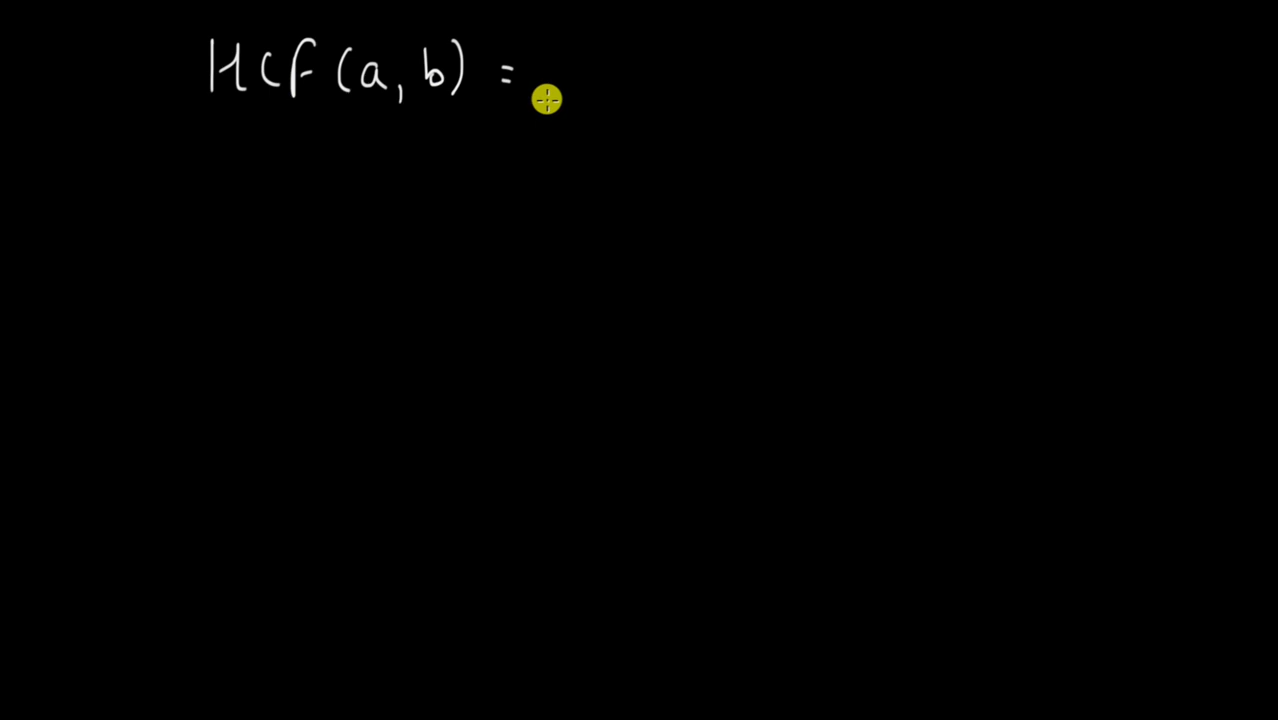 HCF (a, b) =